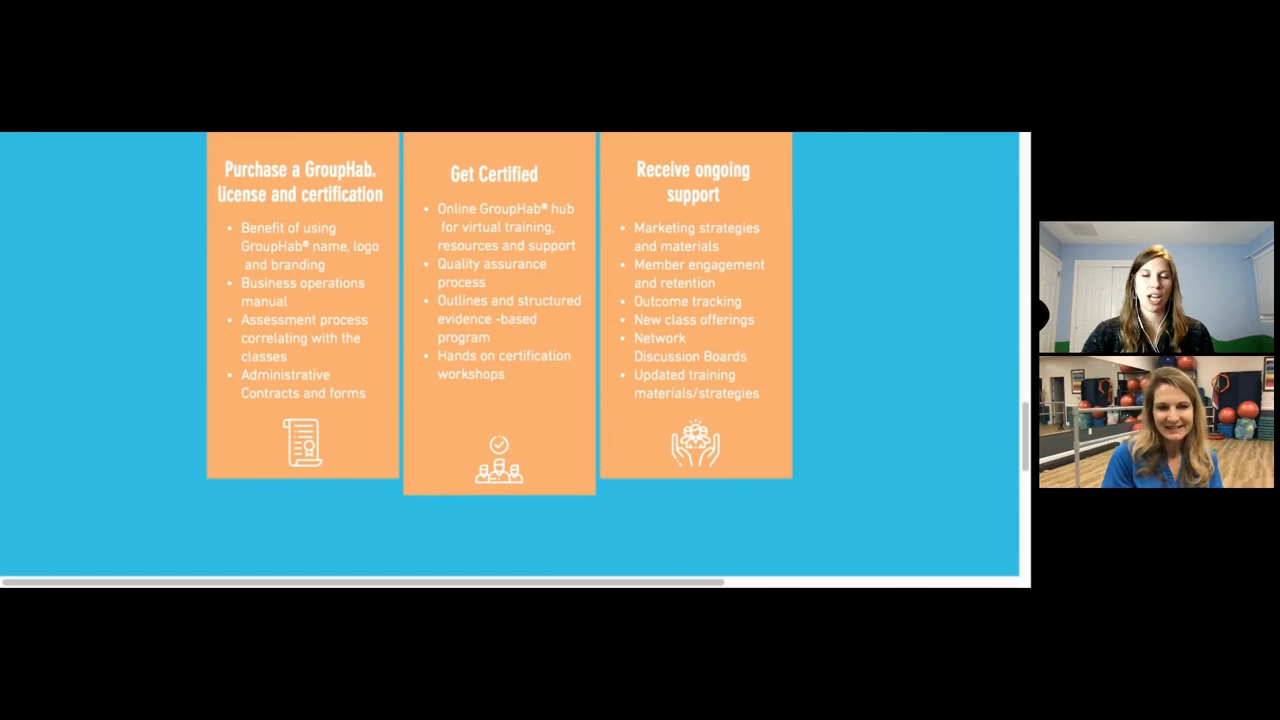 Purchase a GroupHab®
license and certification
• Benefit of using
GroupHab® name, logo
and branding
• Business operations
manual
• Assessment process
correlating with the
classes
• Administrative
Contracts and forms
Get Certified
• Online GroupHab® hub
for virtual training,
resources and support
• Quality assurance
process
• Outlines and structured
evidence -based
program
• Hands on certification
workshops
Receive ongoing
support
• Marketing strategies
and materials
• Member engagement
and retention
• Outcome tracking
• New class offerings
• Network
Discussion Boards
• Updated training
materials/strategies